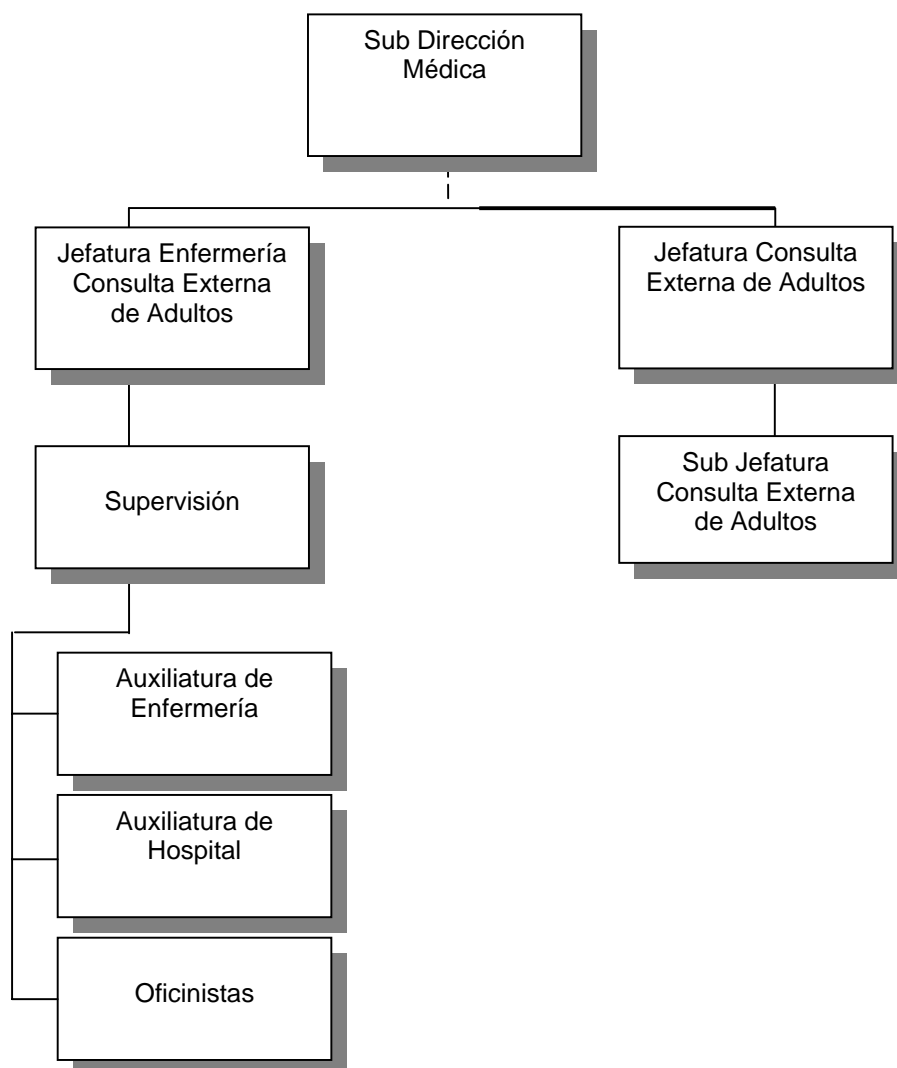 Sub Dirección
Médica
Jefatura Enfermería
Consulta Externa
de Adultos
Jefatura Consulta
Externa de Adultos
Supervisión
Sub Jefatura
Consulta Externa
de Adultos
Auxiliatura de
Enfermería
Auxiliatura de
Hospital
Oficinistas